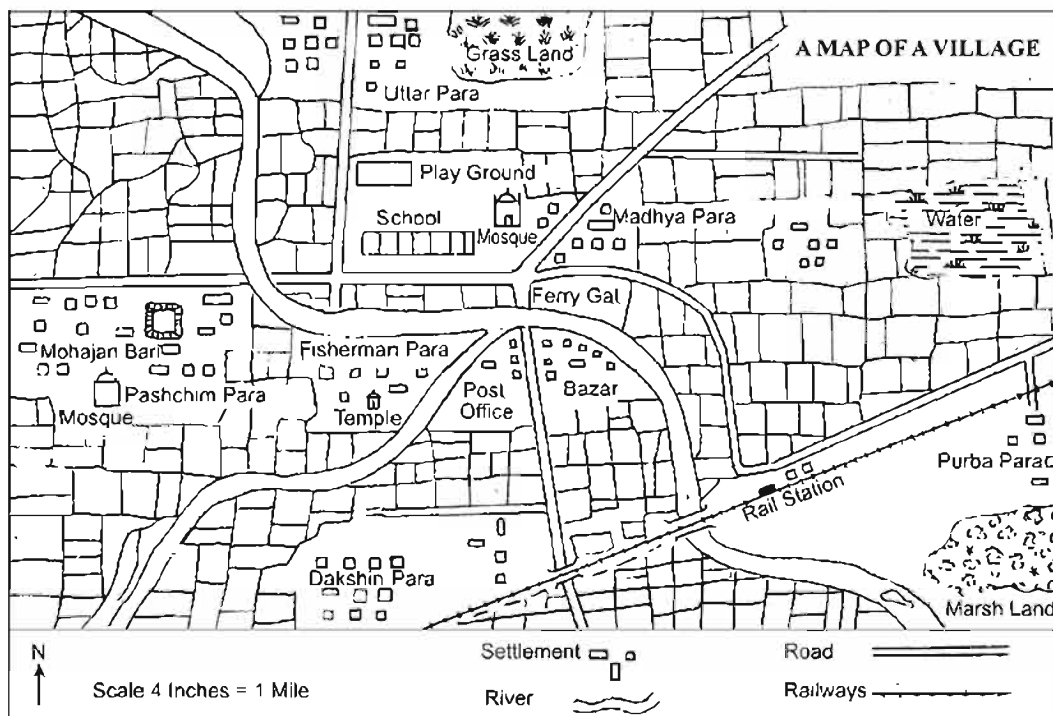 A MAP OF A VILLAGE
Grass Land
Uttar Para
Play Ground
School
Mosque
Madhya Para
Water
Ferry Gat
Mohajan Bari
Fisherman Para
Pashchim Para
Mosque
Temple
Post
Office
Bazar
Purba Para
Rail Station
Dakshin Para
Marsh Land
N
Scale 4 Inches = 1 Mile
Settlement
River
Road
Railways